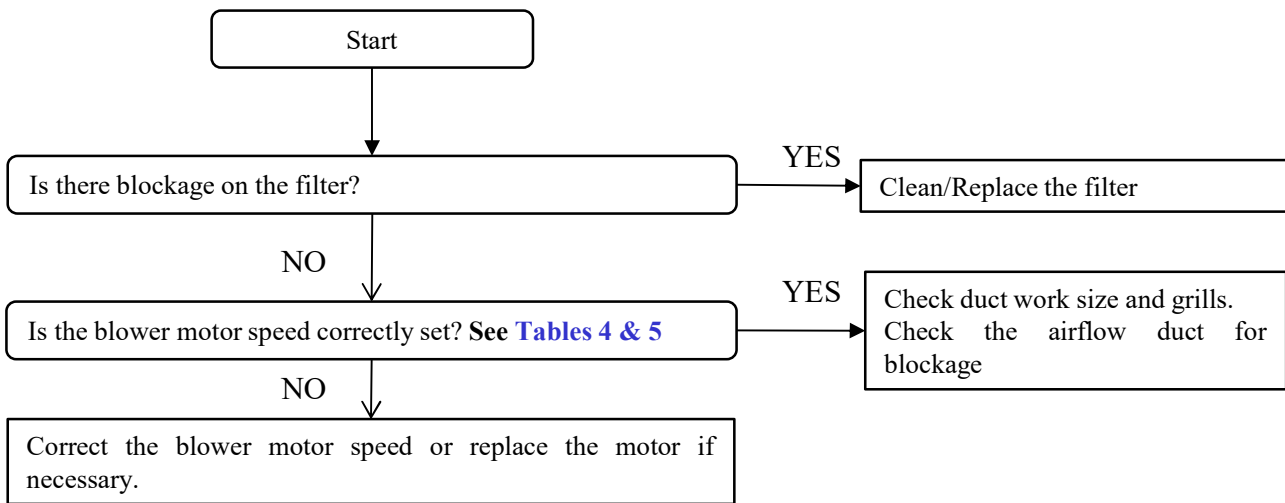 Start
Is there blockage on the filter?
YES
Clean/Replace the filter
NO
Is the blower motor speed correctly set? See Tables 4 & 5
YES
Check duct work size and grills.
Check the airflow duct for
blockage
NO
Correct the blower motor speed or replace the motor if
necessary.